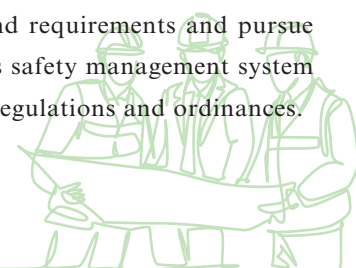 nd requirements and pursue
s safety management system
egulations and ordinances.